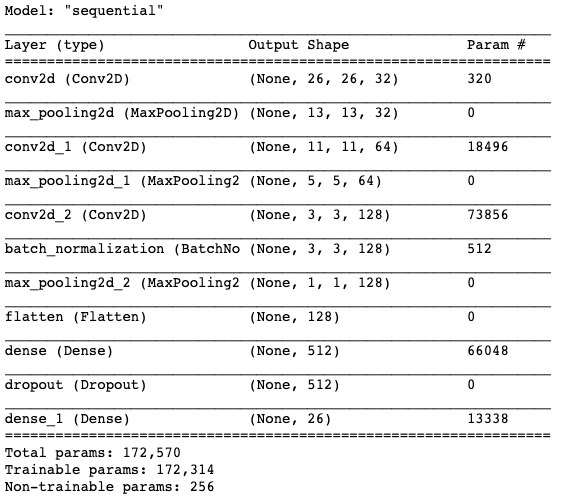 Model: "sequential"
Layer (type) Output Shape Param #
conv2d (Conv2D) (None, 26, 26, 32) 320
max_pooling2d (MaxPooling2D) (None, 13, 13, 32) 0
conv2d_1 (Conv2D) (None, 11, 11, 64) 18496
max_pooling2d_1 (MaxPooling2 (None, 5, 5, 64) 0
conv2d_2 (Conv2D) (None, 3, 3, 128) 73856
batch_normalization (BatchNo (None, 3, 3, 128) 512
max_pooling2d_2 (MaxPooling2 (None, 1, 1, 128) 0
flatten (Flatten) (None, 128) 0
dense (Dense) (None, 512) 66048
dropout (Dropout) (None, 512) 0
dense_1 (Dense) (None, 26) 13338
Total params: 172,570
Trainable params: 172,314
Non-trainable params: 256